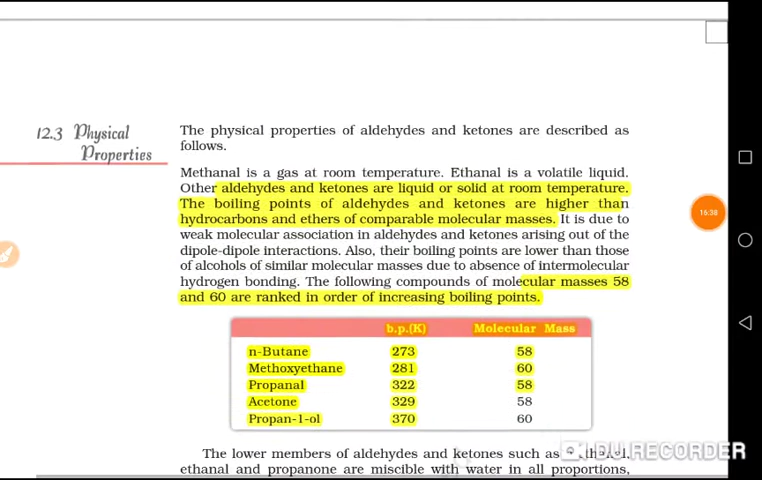 12.3 Physical
Properties
The physical properties of aldehydes and ketones are described as
follows.
Methanal is a gas at room temperature. Ethanal is a volatile liquid.
Other aldehydes and ketones are liquid or solid at room temperature.
The boiling points of aldehydes and ketones are higher than
hydrocarbons and ethers of comparable molecular masses. It is due to
weak molecular association in aldehydes and ketones arising out of the
dipole-dipole interactions. Also, their boiling points are lower than those
of alcohols of similar molecular masses due to absence of intermolecular
hydrogen bonding. The following compounds of molecular masses 58
and 60 are ranked in order of increasing boiling points.
b.p.(K) Molecular Mass
n-Butane 273 58
Methoxyethane 281 60
Propanal 322 58
Acetone 329 58
Propan-1-ol 370 60
16:38
The lower members of aldehydes and ketones such as
DU RECORDER
ethanal and propanone are miscible with water in all proportions,